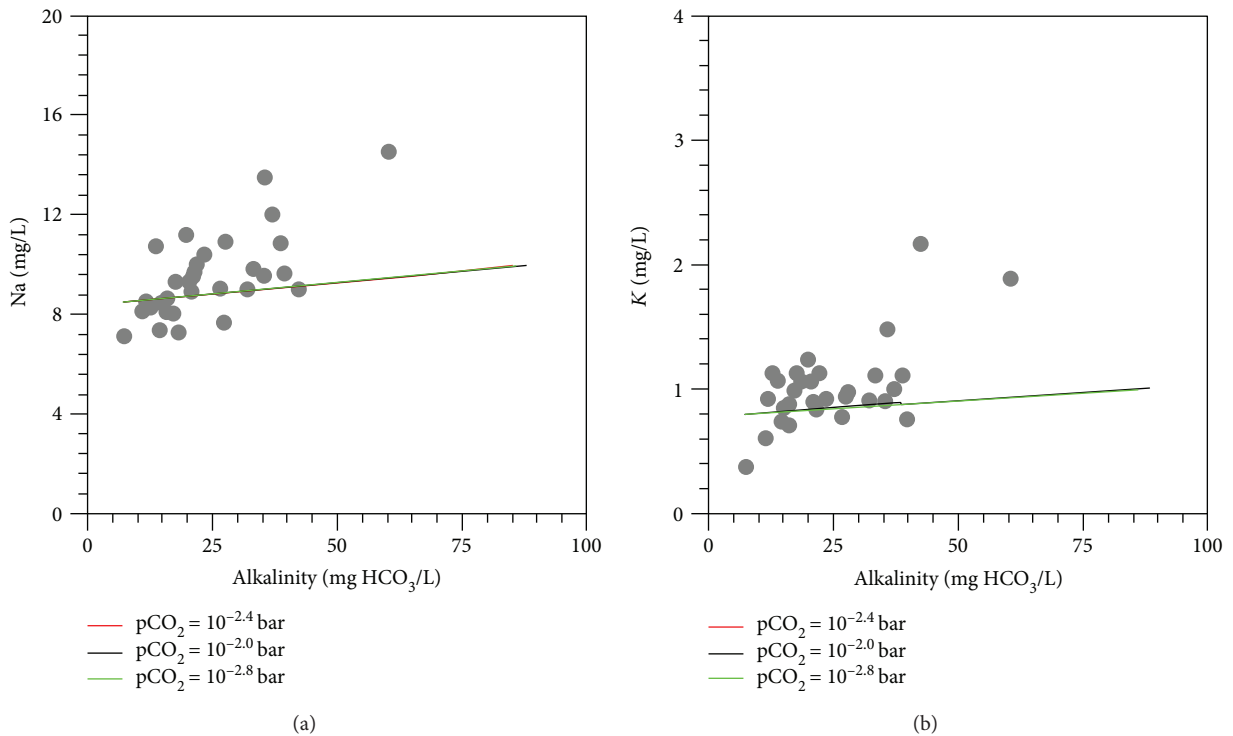 20
16
12
8
4
0
Na (mg/L)
0 25 50 75 100
Alkalinity (mg HCO₃/L)
pCO₂ = 10⁻²·⁴ bar
pCO₂ = 10⁻²·⁰ bar
pCO₂ = 10⁻²·⁸ bar
(a)
4
3
2
1
0
K (mg/L)
0 25 50 75 100
Alkalinity (mg HCO₃/L)
pCO₂ = 10⁻²·⁴ bar
pCO₂ = 10⁻²·⁰ bar
pCO₂ = 10⁻²·⁸ bar
(b)